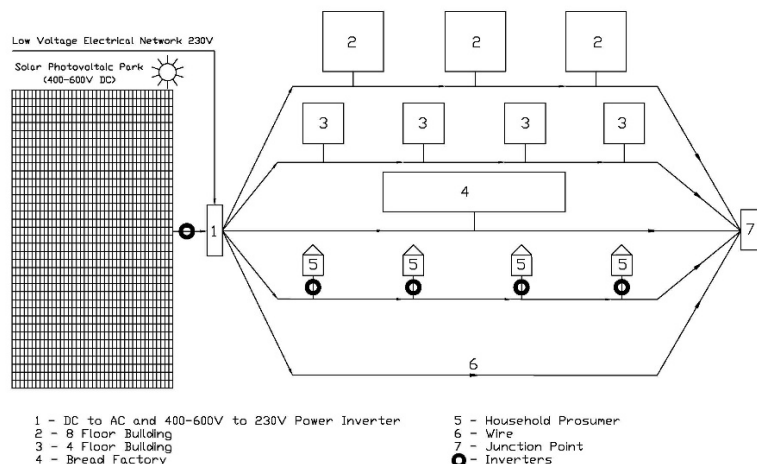 Low Voltage Electrical Network 230V
Solar Photovoltaic Park
(400-600V DC)
2 2 2
3 3 3 3
4
1
7
5 5 5 5
6
1 - DC to AC and 400-600V to 230V Power Inverter
2 - 8 Floor Building
3 - 4 Floor Building
4 - Bread Factory
5 - Household Prosumer
6 - Wire
7 - Junction Point
- Inverters